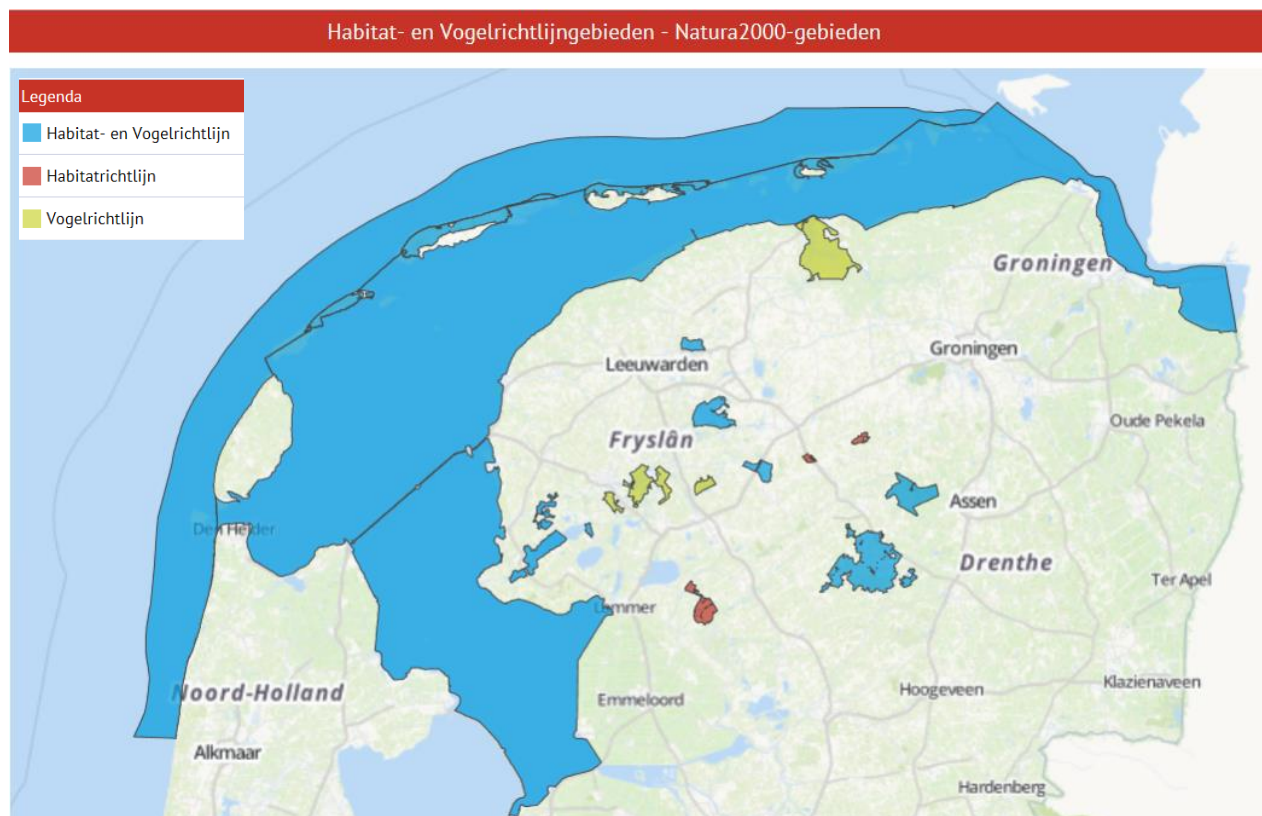 Habitat- en Vogelrichtlijngebieden - Natura2000-gebieden
Legenda
Habitat- en Vogelrichtlijn
Habitatrichtlijn
Vogelrichtlijn
Groningen
Groningen
Leeuwarden
Oude Pekela
Fryslân
Assen
Den Helder
Drenthe
Ter Apel
Lemmer
Klazienaveen
Noord-Holland
Hoogeveen
Emmeloord
Alkmaar
Hardenberg